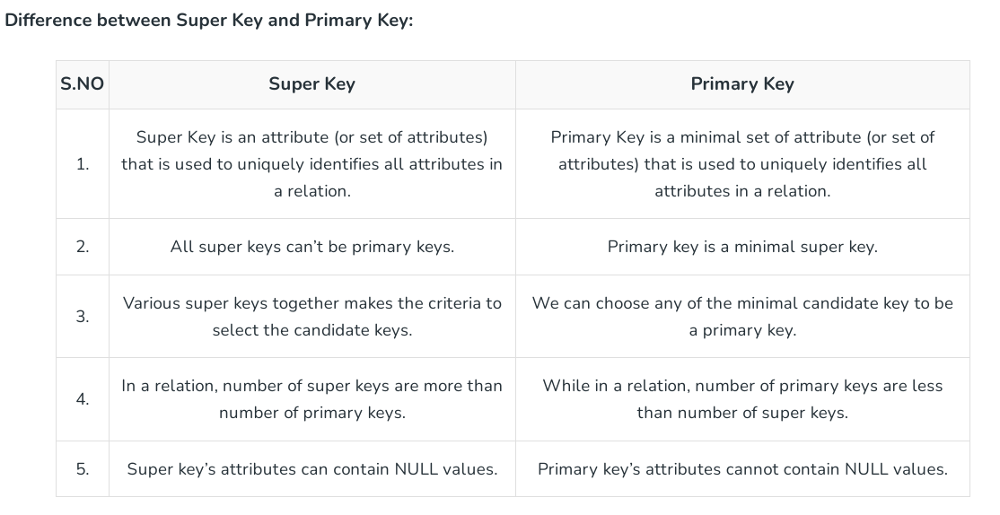 Difference between Super Key and Primary Key:
S.NO Super Key Primary Key
1.
Super Key is an attribute (or set of attributes)
that is used to uniquely identifies all attributes in
a relation.
Primary Key is a minimal set of attribute (or set of
attributes) that is used to uniquely identifies all
attributes in a relation.
2.
All super keys can’t be primary keys.
Primary key is a minimal super key.
3.
Various super keys together makes the criteria to
select the candidate keys.
We can choose any of the minimal candidate key to be
a primary key.
4.
In a relation, number of super keys are more than
number of primary keys.
While in a relation, number of primary keys are less
than number of super keys.
5.
Super key’s attributes can contain NULL values.
Primary key’s attributes cannot contain NULL values.